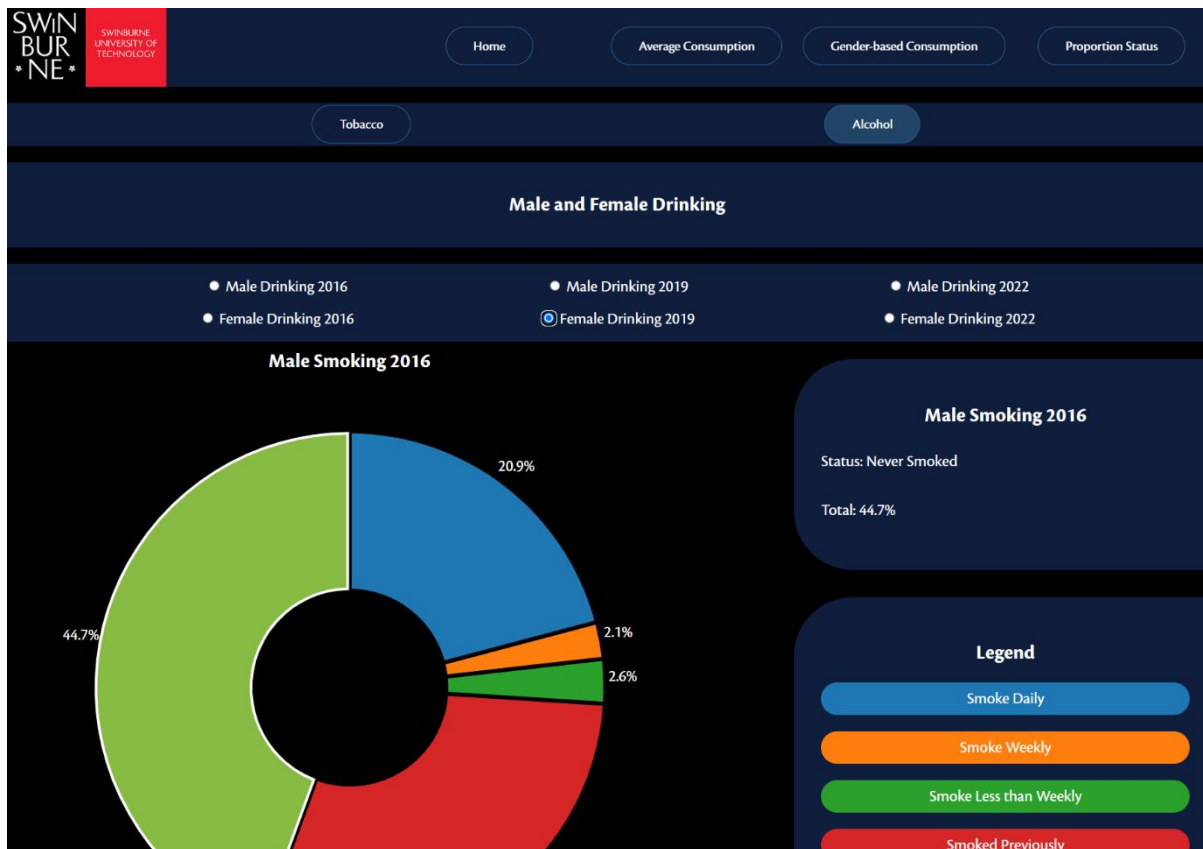 SWiN
BUR
* NE *
SWINBURNE
UNIVERSITY OF
TECHNOLOGY
Home
Average Consumption
Gender-based Consumption
Proportion Status
Tobacco
Alcohol
Male and Female Drinking
Male Drinking 2016
Male Drinking 2019
Male Drinking 2022
Female Drinking 2016
Female Drinking 2019
Female Drinking 2022
Male Smoking 2016
20.9%
2.1%
2.6%
44.7%
Male Smoking 2016
Status: Never Smoked
Total: 44.7%
Legend
Smoke Daily
Smoke Weekly
Smoke Less than Weekly
Smoked Previously